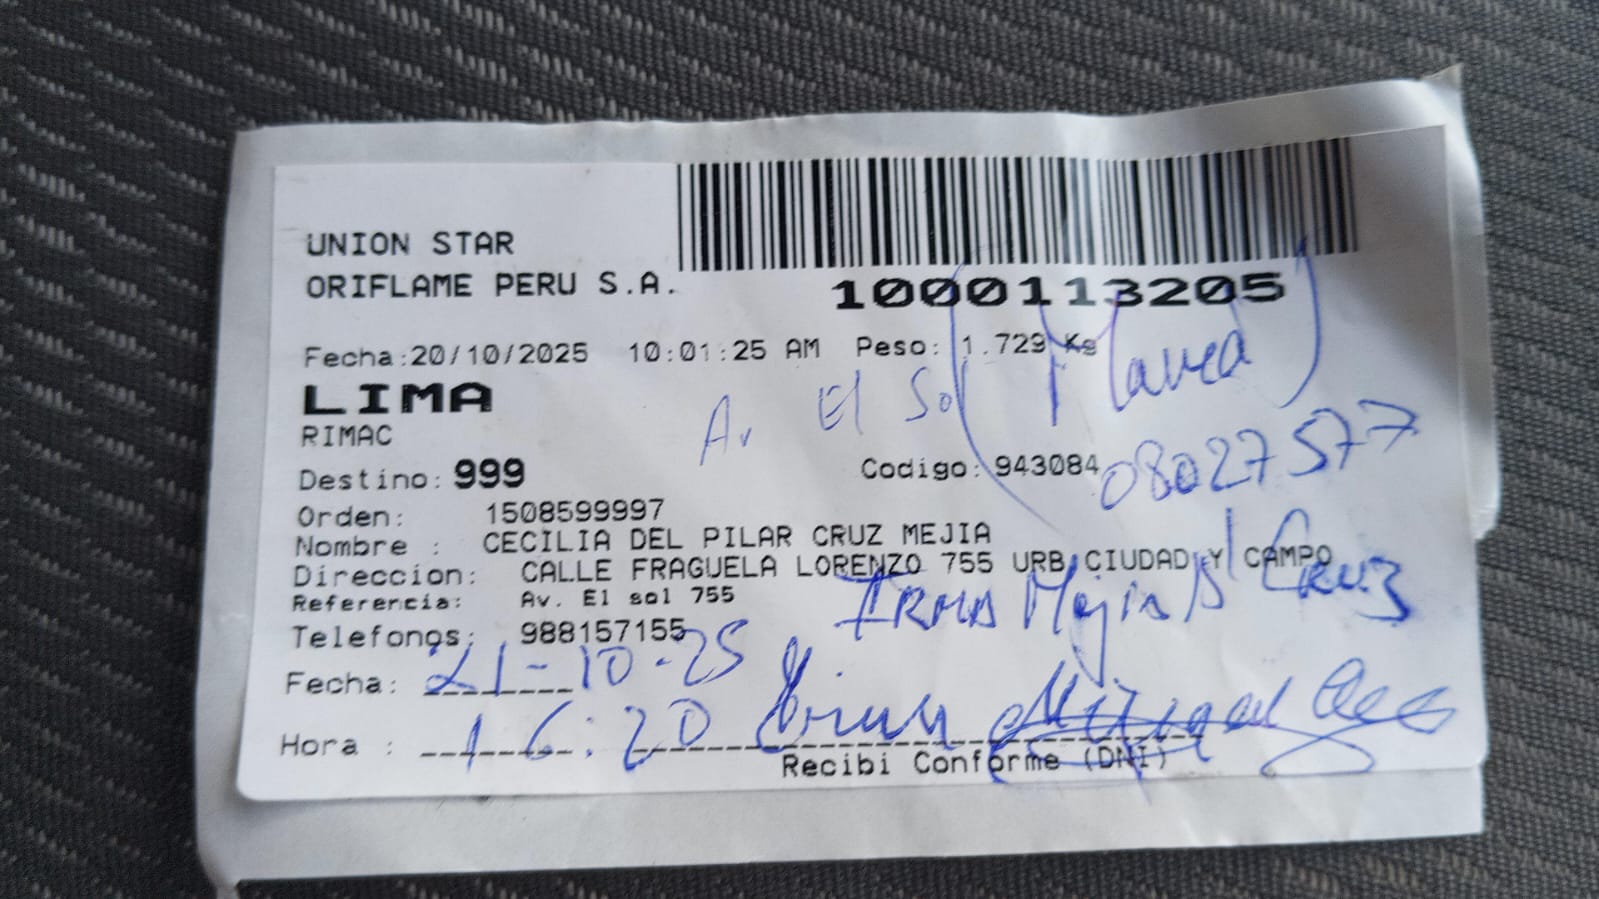 UNION STAR
ORIFLAME PERU S.A.
1000113205
Fecha:20/10/2025 10:01:25 AM Peso: 1.729 Kg
LIMA
RIMAC
Av El Sol
Destino: 999 Codigo: 943084
08027577
Orden: 1508599997
Nombre : CECILIA DEL PILAR CRUZ MEJIA
Direccion: CALLE FRAGUELA LORENZO 755 URB CIUDAD Y CAMPO
Referencia: Av. El sol 755
IRMA Mejia Cruz
Telefonos: 988157155
Fecha: 21-10-25
Hora : 16:20
Recibi Conforme (DNI)